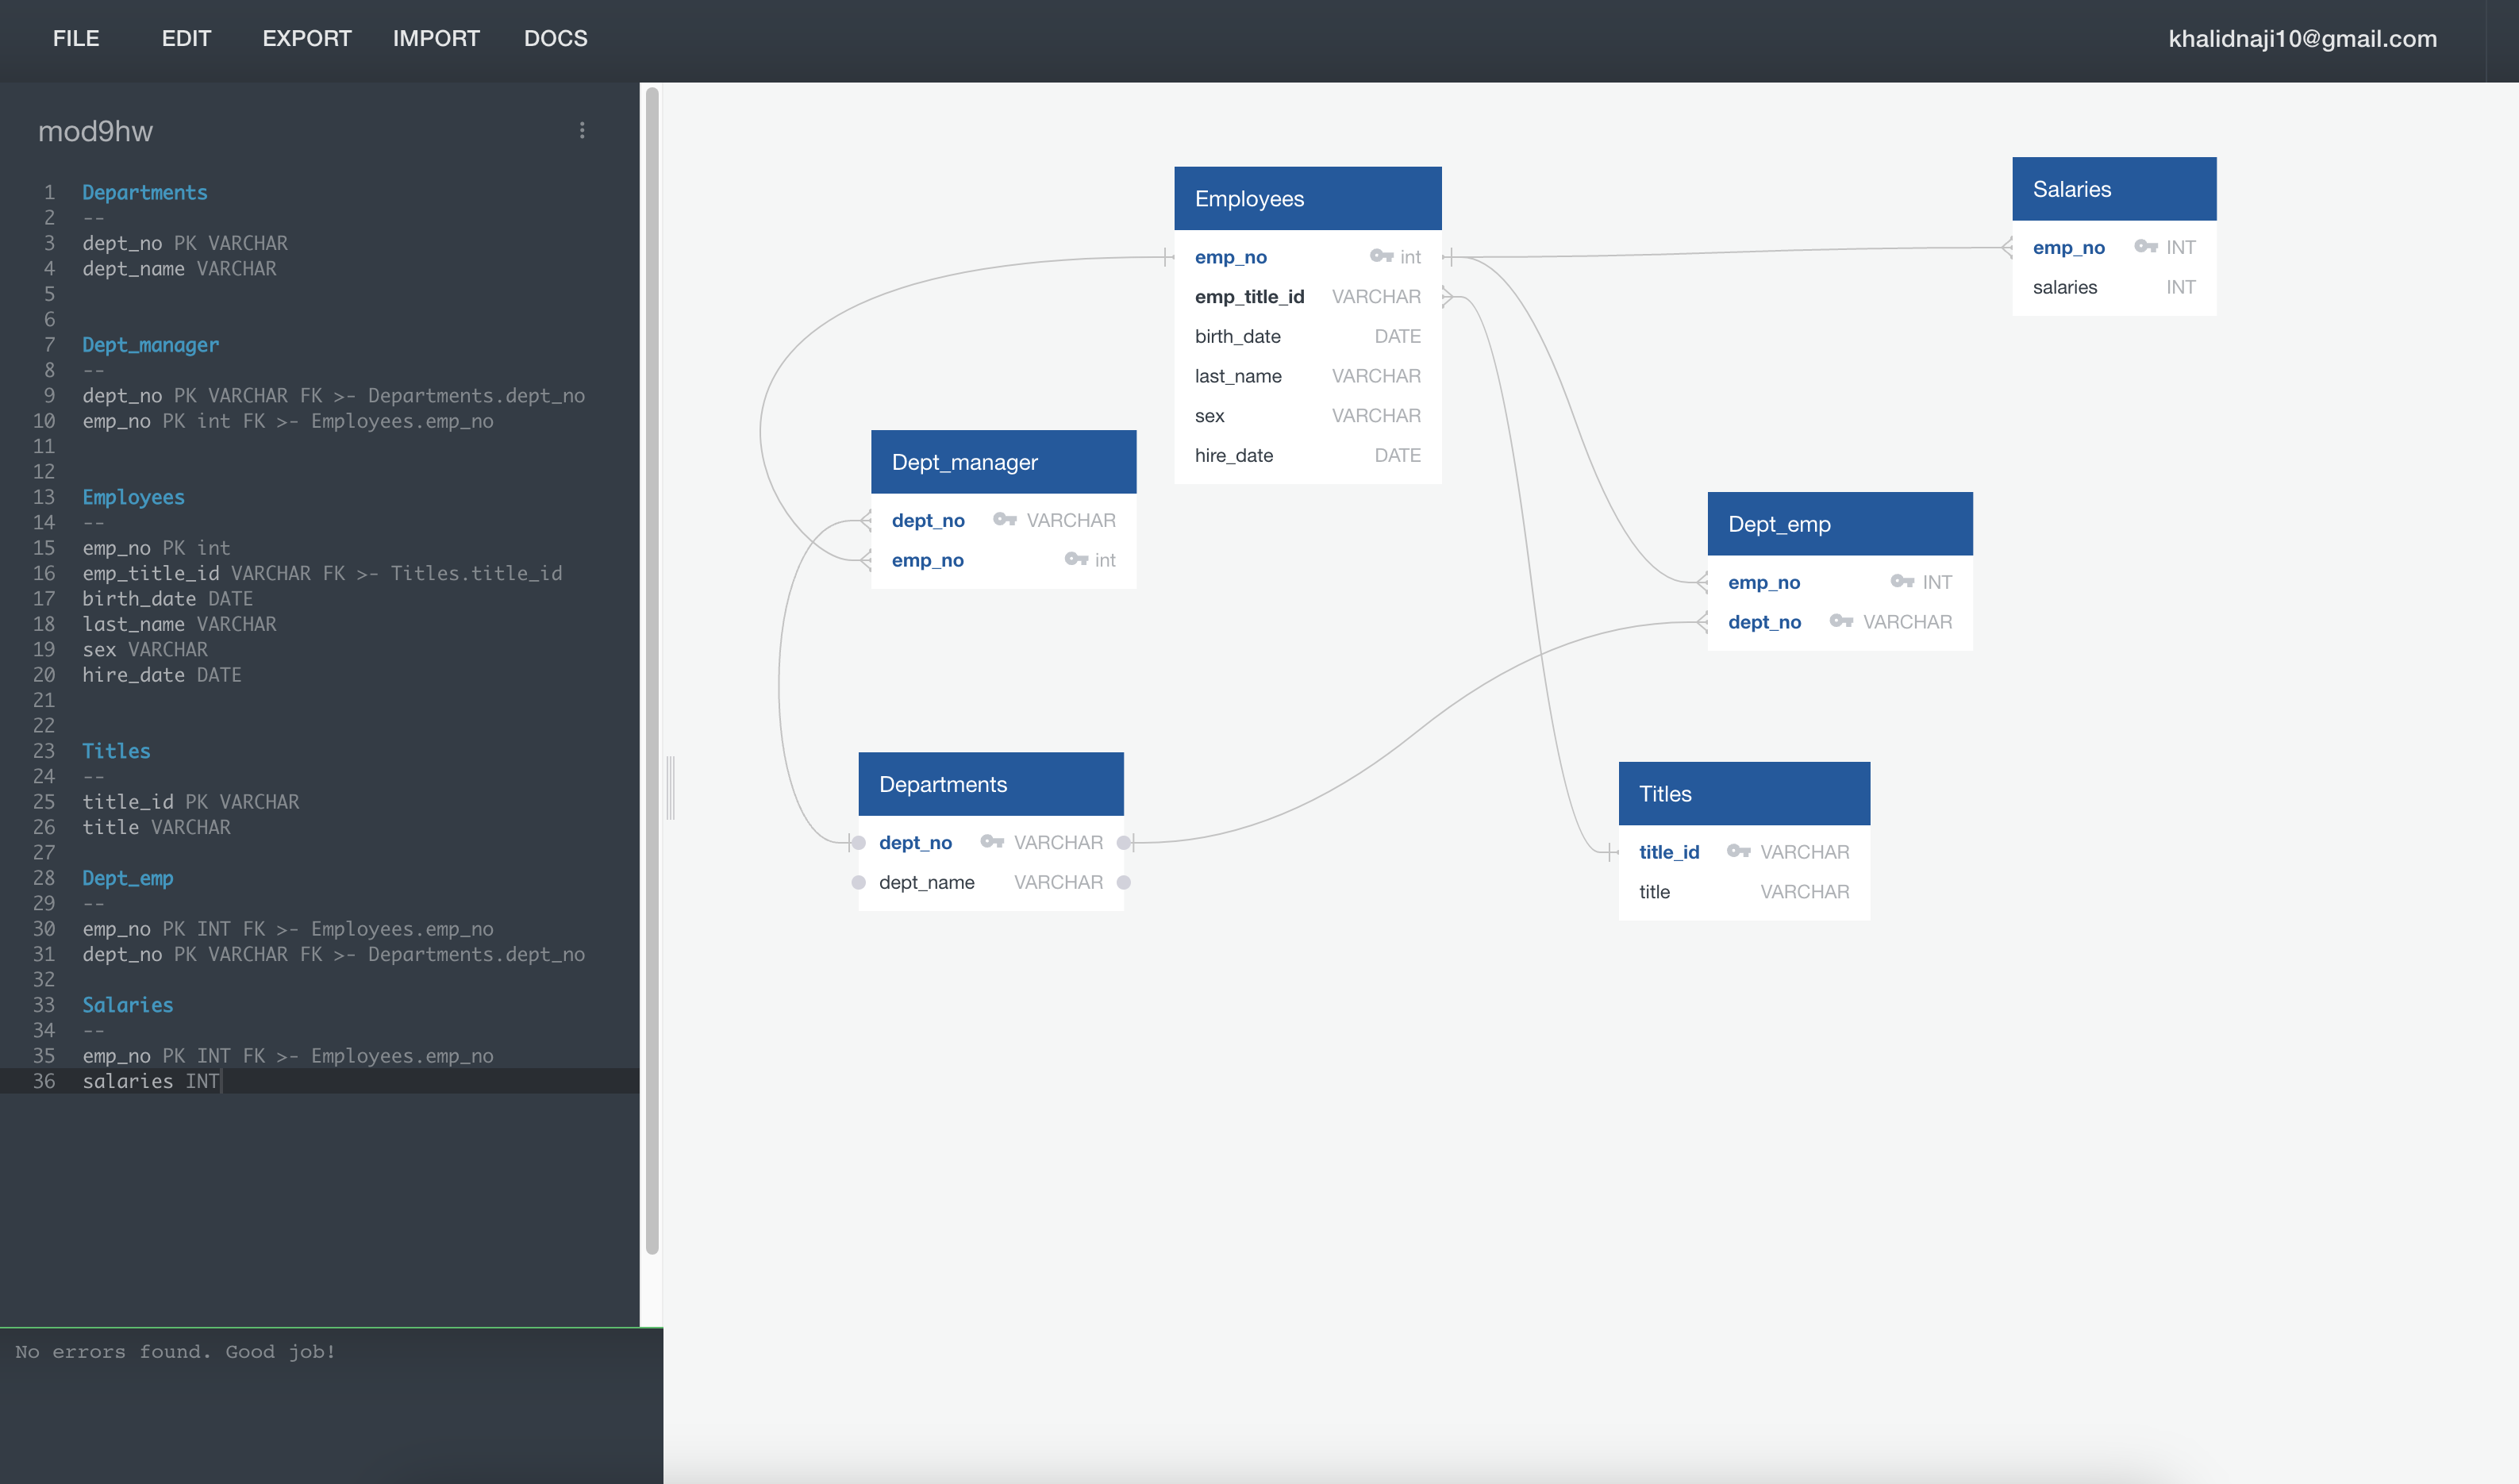 FILE EDIT EXPORT IMPORT DOCS khalidnaji10@gmail.com
mod9hw
1 Departments
2 --
3 dept_no PK VARCHAR
4 dept_name VARCHAR
5
6
7 Dept_manager
8 --
9 dept_no PK VARCHAR FK >- Departments.dept_no
10 emp_no PK int FK >- Employees.emp_no
11
12
13 Employees
14 --
15 emp_no PK int
16 emp_title_id VARCHAR FK >- Titles.title_id
17 birth_date DATE
18 last_name VARCHAR
19 sex VARCHAR
20 hire_date DATE
21
22
23 Titles
24 --
25 title_id PK VARCHAR
26 title VARCHAR
27
28 Dept_emp
29 --
30 emp_no PK INT FK >- Employees.emp_no
31 dept_no PK VARCHAR FK >- Departments.dept_no
32
33 Salaries
34 --
35 emp_no PK INT FK >- Employees.emp_no
36 salaries INT
No errors found. Good job!
Employees
emp_no int
emp_title_id VARCHAR
birth_date DATE
last_name VARCHAR
sex VARCHAR
hire_date DATE
Salaries
emp_no INT
salaries INT
Dept_manager
dept_no VARCHAR
emp_no int
Dept_emp
emp_no INT
dept_no VARCHAR
Departments
dept_no VARCHAR
dept_name VARCHAR
Titles
title_id VARCHAR
title VARCHAR